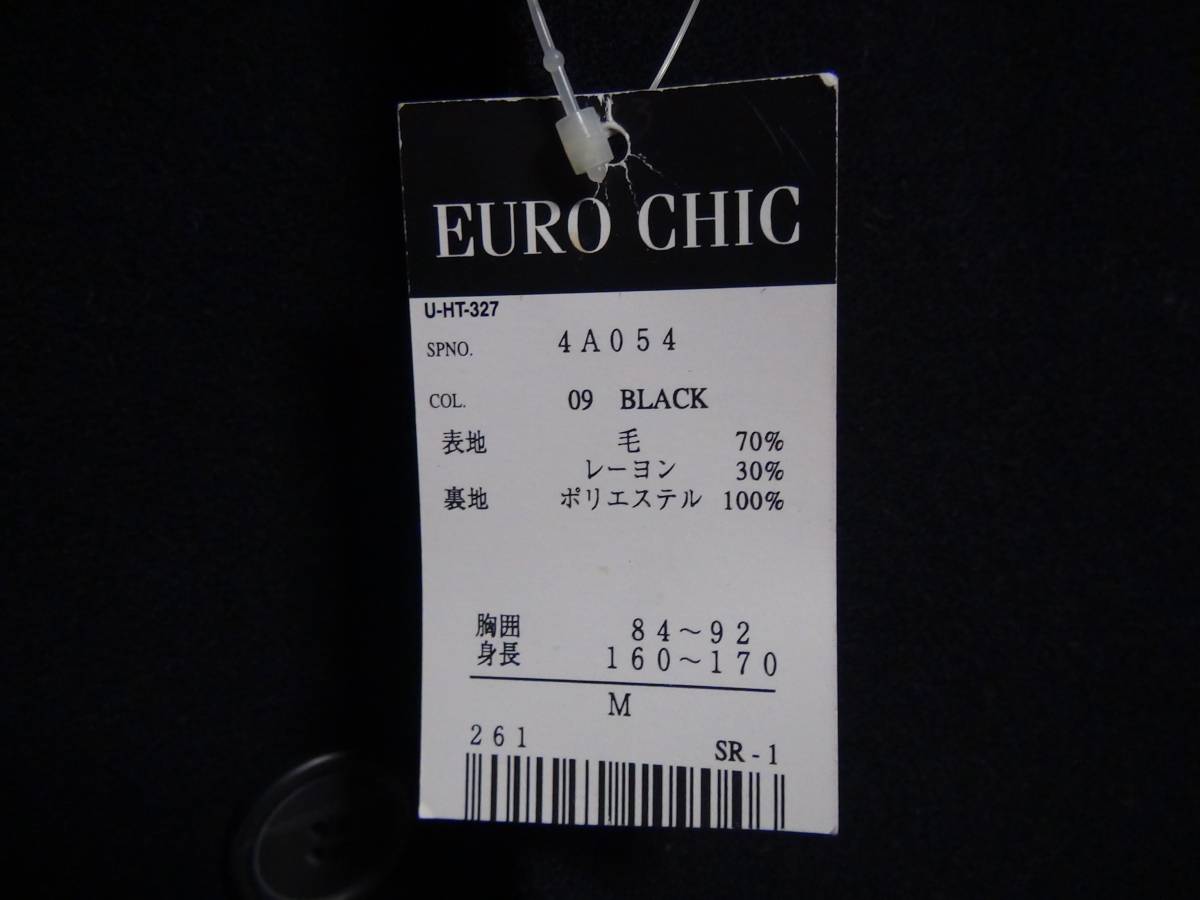 EURO CHIC
U-HT-327
SPNO. 4A054
COL. 09 BLACK
表地 毛 70%
レーヨン 30%
裏地 ポリエステル 100%
胸囲 84～92
身長 160～170
M
261 SR-1